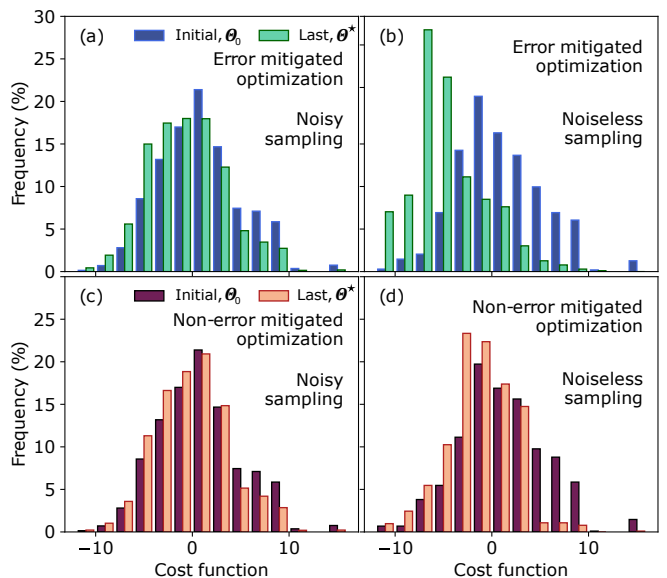 (a) Initial, Θ₀ Last, Θ★
Error mitigated
optimization
Noisy
sampling
(b)
Error mitigated
optimization
Noiseless
sampling
30
25
20
15
10
5
0
Frequency (%)
(c) Initial, Θ₀ Last, Θ★
Non-error mitigated
optimization
Noisy
sampling
(d)
Non-error mitigated
optimization
Noiseless
sampling
25
20
15
10
5
0
Frequency (%)
−10 0 10
−10 0 10
Cost function
Cost function